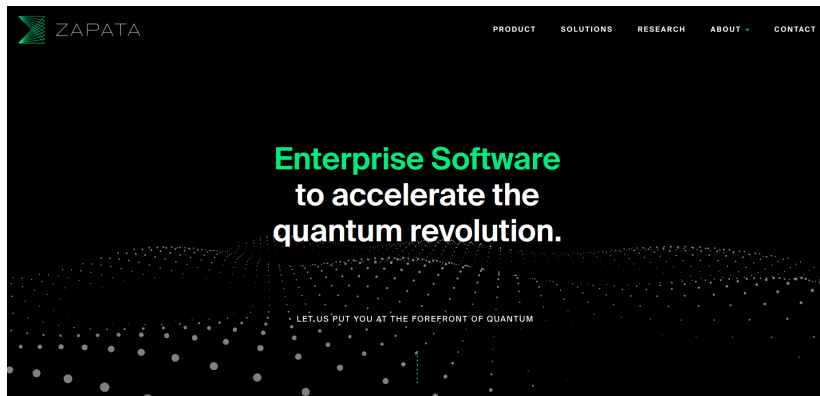 ZAPATA
PRODUCT SOLUTIONS RESEARCH ABOUT CONTACT
Enterprise Software
to accelerate the
quantum revolution.
LET US PUT YOU AT THE FOREFRONT OF QUANTUM